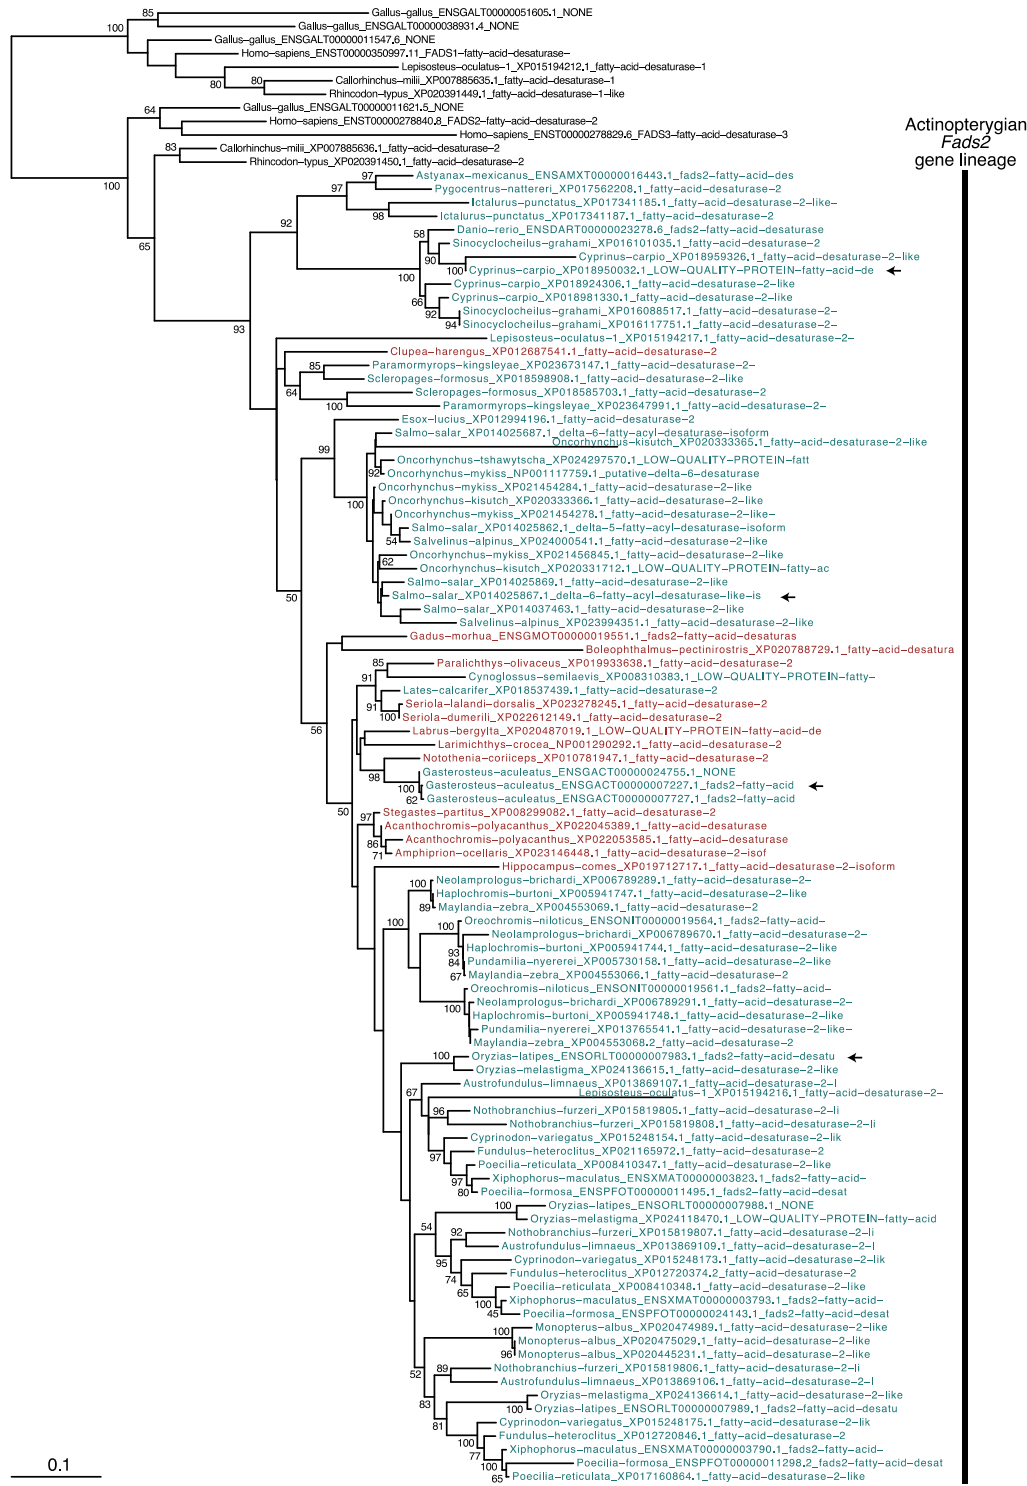 85
Gallus-gallus_ENSGALT00000051605.1_NONE
100
Gallus-gallus_ENSGALT00000038931.4_NONE
Gallus-gallus_ENSGALT00000011547.6_NONE
Homo-sapiens_ENST00000350997.11_FADS1-fatty-acid-desaturase-
Lepisosteus-oculatus-1_XP015194212.1_fatty-acid-desaturase-1
80
80
Callorhinchus-milii_XP007885635.1_fatty-acid-desaturase-1
Rhincodon-typus_XP020391449.1_fatty-acid-desaturase-1-like
64
Gallus-gallus_ENSGALT00000011621.5_NONE
Homo-sapiens_ENST00000278840.8_FADS2-fatty-acid-desaturase-2
Homo-sapiens_ENST00000278829.6_FADS3-fatty-acid-desaturase-3
Actinopterygian
Fads2
gene lineage
83
Callorhinchus-milii_XP007885636.1_fatty-acid-desaturase-2
Rhincodon-typus_XP020391450.1_fatty-acid-desaturase-2
100
97
97
Astyanax-mexicanus_ENSAMXT00000016443.1_fads2-fatty-acid-des
Pygocentrus-nattereri_XP017562208.1_fatty-acid-desaturase-2
Ictalurus-punctatus_XP017341185.1_fatty-acid-desaturase-2-like-
98
Ictalurus-punctatus_XP017341187.1_fatty-acid-desaturase-2
92
58
Danio-rerio_ENSDART00000023278.6_fads2-fatty-acid-desaturase
65
Sinocyclocheilus-grahami_XP016101035.1_fatty-acid-desaturase-2
90
Cyprinus-carpio_XP018959326.1_fatty-acid-desaturase-2-like
100
100
Cyprinus-carpio_XP018950032.1_LOW-QUALITY-PROTEIN-fatty-acid-de
Cyprinus-carpio_XP018924306.1_fatty-acid-desaturase-2-like
66
Cyprinus-carpio_XP018981330.1_fatty-acid-desaturase-2-like
92
Sinocyclocheilus-grahami_XP016088517.1_fatty-acid-desaturase-2-
94
Sinocyclocheilus-grahami_XP016117751.1_fatty-acid-desaturase-2-
93
Lepisosteus-oculatus-1_XP015194217.1_fatty-acid-desaturase-2-
Clupea-harengus_XP012687541.1_fatty-acid-desaturase-2
85
Paramormyrops-kingsleyae_XP023673147.1_fatty-acid-desaturase-2-
Scleropages-formosus_XP018598908.1_fatty-acid-desaturase-2-like
64
Scleropages-formosus_XP018585703.1_fatty-acid-desaturase-2
100
Paramormyrops-kingsleyae_XP023647991.1_fatty-acid-desaturase-2-
Esox-lucius_XP012994196.1_fatty-acid-desaturase-2
Salmo-salar_XP014025687.1_delta-6-fatty-acyl-desaturase-isoform
99
Oncorhynchus-kisutch_XP020333365.1_fatty-acid-desaturase-2-like
Oncorhynchus-tshawytscha_XP024297570.1_LOW-QUALITY-PROTEIN-fatt
92
Oncorhynchus-mykiss_NP001117759.1_putative-delta-6-desaturase
Oncorhynchus-mykiss_XP021454284.1_fatty-acid-desaturase-2-like
100
Oncorhynchus-kisutch_XP020333366.1_fatty-acid-desaturase-2-like
Oncorhynchus-mykiss_XP021454278.1_fatty-acid-desaturase-2-like-
Salmo-salar_XP014025862.1_delta-5-fatty-acyl-desaturase-isoform
54
Salvelinus-alpinus_XP024000541.1_fatty-acid-desaturase-2-like
Oncorhynchus-mykiss_XP021456845.1_fatty-acid-desaturase-2-like
62
Oncorhynchus-kisutch_XP020331712.1_LOW-QUALITY-PROTEIN-fatty-ac
Salmo-salar_XP014025869.1_fatty-acid-desaturase-2-like
50
Salmo-salar_XP014025867.1_delta-6-fatty-acyl-desaturase-like-is
Salmo-salar_XP014037463.1_fatty-acid-desaturase-2-like
Salvelinus-alpinus_XP023994351.1_fatty-acid-desaturase-2-like
Gadus-morhua_ENSGMOT00000019551.1_fads2-fatty-acid-desaturas
Boleophthalmus-pectinirostris_XP020788729.1_fatty-acid-desatura
85
Paralichthys-olivaceus_XP019933638.1_fatty-acid-desaturase-2
91
Cynoglossus-semilaevis_XP008310383.1_LOW-QUALITY-PROTEIN-fatty-
Lates-calcarifer_XP018537439.1_fatty-acid-desaturase-2
91
Seriola-lalandi-dorsalis_XP023278245.1_fatty-acid-desaturase-2
100
Seriola-dumerili_XP022612149.1_fatty-acid-desaturase-2
56
Labrus-bergylta_XP020487019.1_LOW-QUALITY-PROTEIN-fatty-acid-de
Larimichthys-crocea_NP001290292.1_fatty-acid-desaturase-2
Notothenia-coriiceps_XP010781947.1_fatty-acid-desaturase-2
98
Gasterosteus-aculeatus_ENSGACT00000024755.1_NONE
100
Gasterosteus-aculeatus_ENSGACT00000007227.1_fads2-fatty-acid
62
Gasterosteus-aculeatus_ENSGACT00000007727.1_fads2-fatty-acid
50
97
Stegastes-partitus_XP008299082.1_fatty-acid-desaturase-2
Acanthochromis-polyacanthus_XP022045389.1_fatty-acid-desaturase
86
Acanthochromis-polyacanthus_XP022053585.1_fatty-acid-desaturase
71
Amphiprion-ocellaris_XP023146448.1_fatty-acid-desaturase-2-isof
Hippocampus-comes_XP019712717.1_fatty-acid-desaturase-2-isoform
100
Neolamprologus-brichardi_XP006789289.1_fatty-acid-desaturase-2-
Haplochromis-burtoni_XP005941747.1_fatty-acid-desaturase-2-like
89
Maylandia-zebra_XP004553069.1_fatty-acid-desaturase-2
100
100
Oreochromis-niloticus_ENSONIT00000019564.1_fads2-fatty-acid-
Neolamprologus-brichardi_XP006789670.1_fatty-acid-desaturase-2-
93
Haplochromis-burtoni_XP005941744.1_fatty-acid-desaturase-2-like
84
Pundamilia-nyererei_XP005730158.1_fatty-acid-desaturase-2-like
67
Maylandia-zebra_XP004553066.1_fatty-acid-desaturase-2
Oreochromis-niloticus_ENSONIT00000019561.1_fads2-fatty-acid-
100
Neolamprologus-brichardi_XP006789291.1_fatty-acid-desaturase-2-
Haplochromis-burtoni_XP005941748.1_fatty-acid-desaturase-2-like
Pundamilia-nyererei_XP013765541.1_fatty-acid-desaturase-2-like-
Maylandia-zebra_XP004553068.2_fatty-acid-desaturase-2
100
Oryzias-latipes_ENSORLT00000007983.1_fads2-fatty-acid-desatu
Oryzias-melastigma_XP024136615.1_fatty-acid-desaturase-2-like
67
Austrofundulus-limnaeus_XP013869107.1_fatty-acid-desaturase-2-l
Lepisosteus-oculatus-1_XP015194216.1_fatty-acid-desaturase-2-
96
Nothobranchius-furzeri_XP015819805.1_fatty-acid-desaturase-2-li
Nothobranchius-furzeri_XP015819808.1_fatty-acid-desaturase-2-li
Cyprinodon-variegatus_XP015248154.1_fatty-acid-desaturase-2-lik
97
Fundulus-heteroclitus_XP021165972.1_fatty-acid-desaturase-2
Poecilia-reticulata_XP008410347.1_fatty-acid-desaturase-2-like
97
Xiphophorus-maculatus_ENSXMAT00000003823.1_fads2-fatty-acid-
80
Poecilia-formosa_ENSPFOT00000011495.1_fads2-fatty-acid-desat
100
Oryzias-latipes_ENSORLT00000007988.1_NONE
54
Oryzias-melastigma_XP024118470.1_LOW-QUALITY-PROTEIN-fatty-acid
92
Nothobranchius-furzeri_XP015819807.1_fatty-acid-desaturase-2-li
Austrofundulus-limnaeus_XP013869109.1_fatty-acid-desaturase-2-l
95
Cyprinodon-variegatus_XP015248173.1_fatty-acid-desaturase-2-lik
74
Fundulus-heteroclitus_XP012720374.2_fatty-acid-desaturase-2
65
Poecilia-reticulata_XP008410348.1_fatty-acid-desaturase-2-like
100
Xiphophorus-maculatus_ENSXMAT00000003793.1_fads2-fatty-acid-
45
Poecilia-formosa_ENSPFOT00000024143.1_fads2-fatty-acid-desat
100
Monopterus-albus_XP020474989.1_fatty-acid-desaturase-2-like
Monopterus-albus_XP020475029.1_fatty-acid-desaturase-2-like
96
Monopterus-albus_XP020445231.1_fatty-acid-desaturase-2-like
52
89
Nothobranchius-furzeri_XP015819806.1_fatty-acid-desaturase-2-li
Austrofundulus-limnaeus_XP013869106.1_fatty-acid-desaturase-2-l
83
Oryzias-melastigma_XP024136614.1_fatty-acid-desaturase-2-like
100
Oryzias-latipes_ENSORLT00000007989.1_fads2-fatty-acid-desatu
81
Cyprinodon-variegatus_XP015248175.1_fatty-acid-desaturase-2-lik
100
Fundulus-heteroclitus_XP012720846.1_fatty-acid-desaturase-2
77
Xiphophorus-maculatus_ENSXMAT00000003790.1_fads2-fatty-acid-
100
Poecilia-formosa_ENSPFOT00000011298.2_fads2-fatty-acid-desat
65
Poecilia-reticulata_XP017160864.1_fatty-acid-desaturase-2-like
0.1